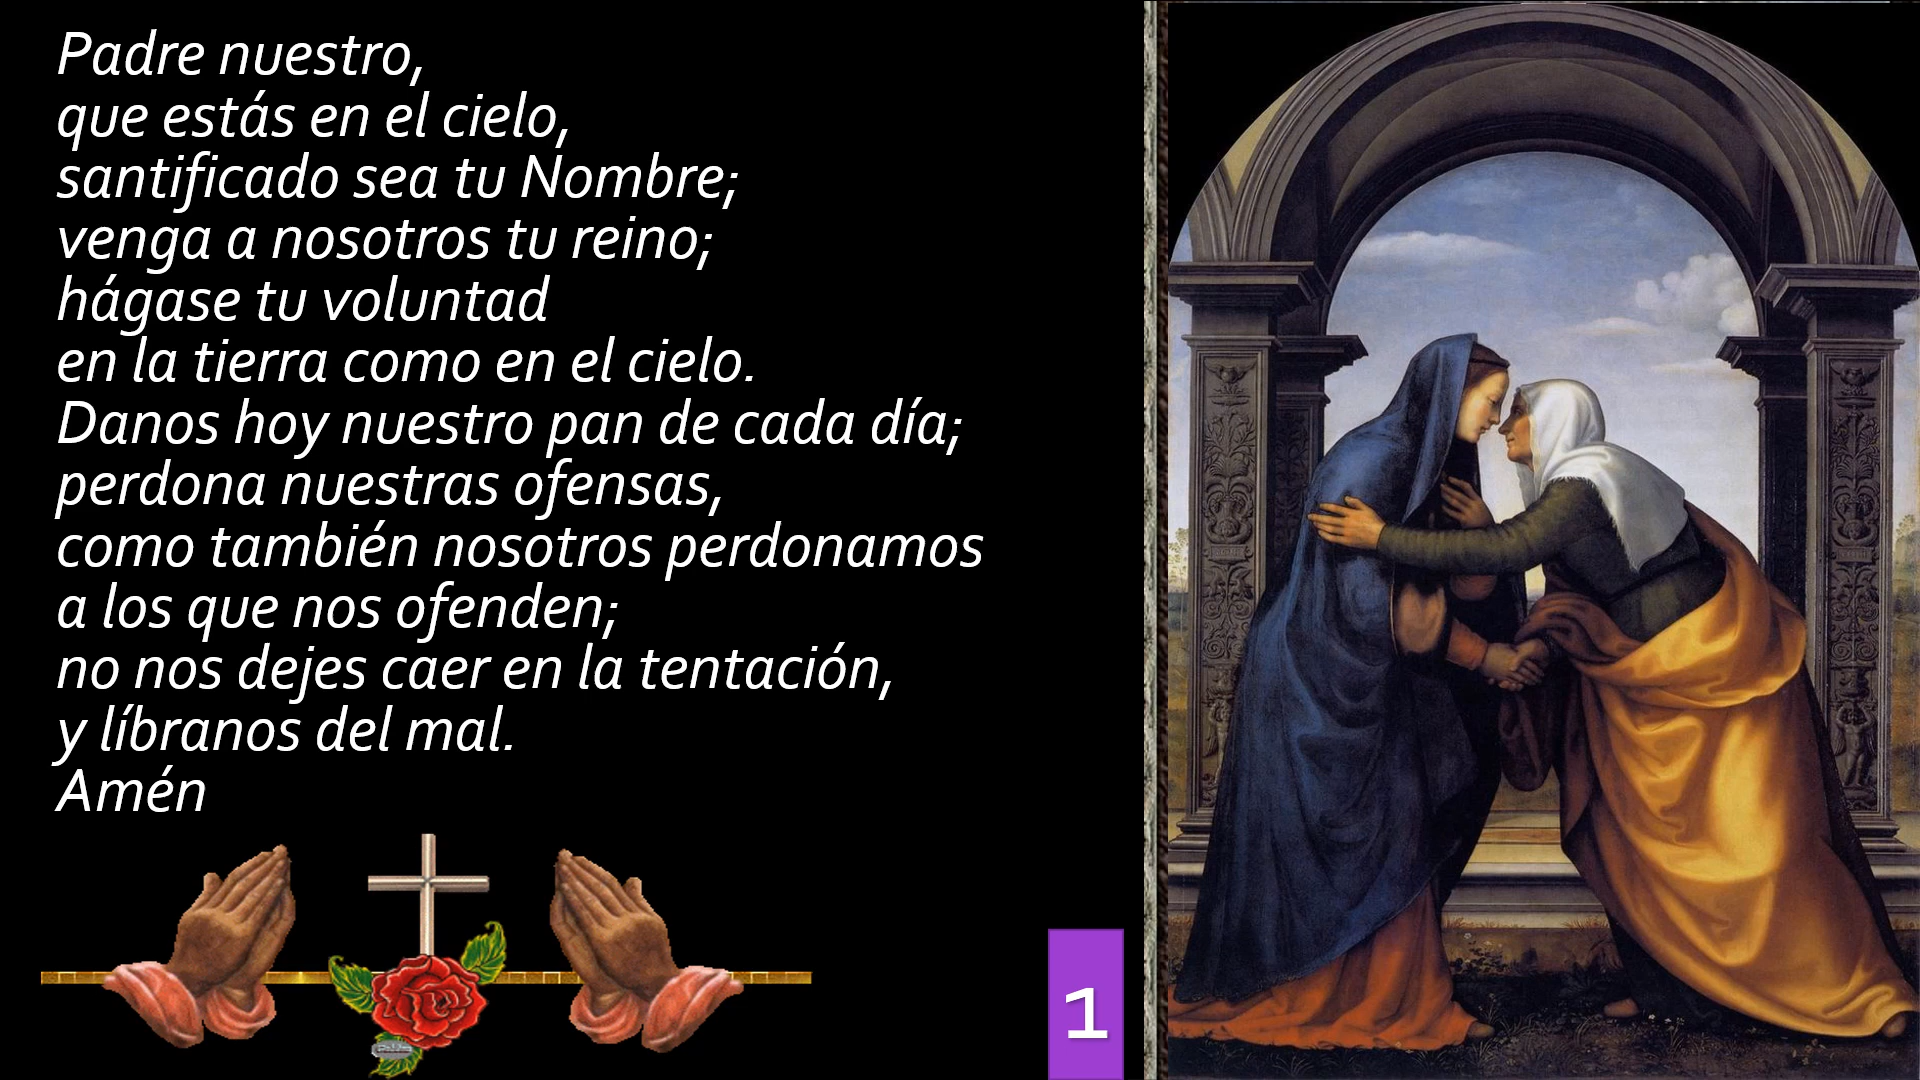 Padre nuestro,
que estás en el cielo,
santificado sea tu Nombre;
venga a nosotros tu reino;
hágase tu voluntad
en la tierra como en el cielo.
Danos hoy nuestro pan de cada día;
perdona nuestras ofensas,
como también nosotros perdonamos
a los que nos ofenden;
no nos dejes caer en la tentación,
y líbranos del mal.
Amén
1